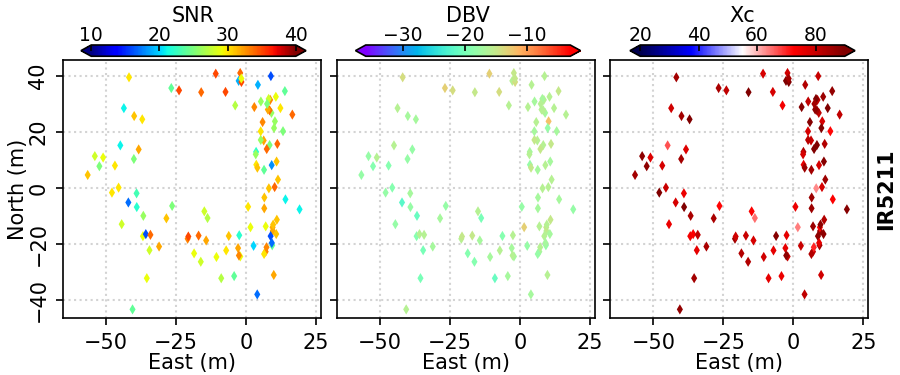 SNR DBV Xc
10 20 30 40 −30 −20 −10 20 40 60 80
40
20
0
−20
−40
North (m)
IR5211
−50 −25 0 25 −50 −25 0 25 −50 −25 0 25
East (m) East (m) East (m)